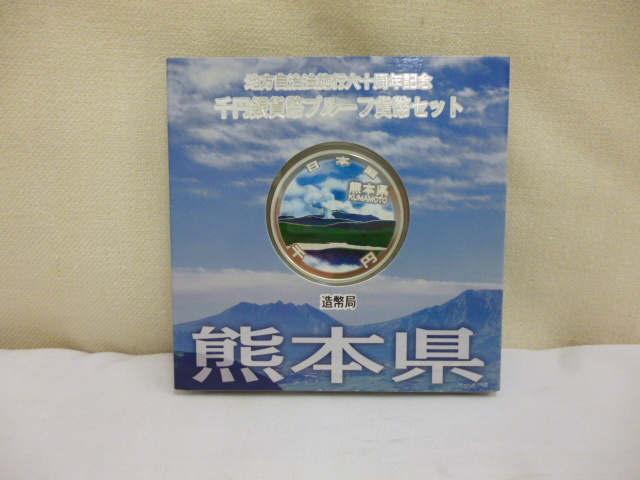 地方自治法施行六十周年記念
千円銀貨幣プルーフ貨幣セット
日本国
熊本県
KUMAMOTO
千円
造幣局
熊本県